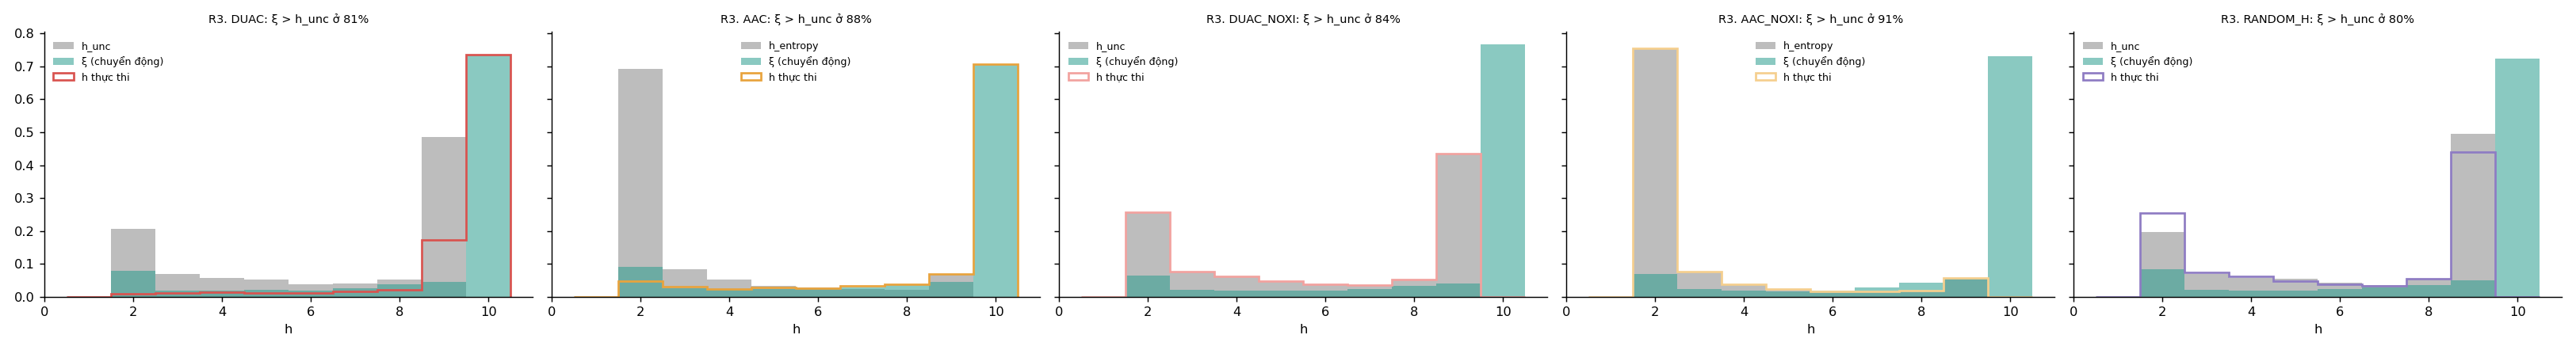 R3. DUAC: ξ > h_unc ở 81%
h_unc
ξ (chuyển động)
h thực thi
0.8
0.7
0.6
0.5
0.4
0.3
0.2
0.1
0.0
0 2 4 6 8 10
h
R3. AAC: ξ > h_unc ở 88%
h_entropy
ξ (chuyển động)
h thực thi
0 2 4 6 8 10
h
R3. DUAC_NOXI: ξ > h_unc ở 84%
h_unc
ξ (chuyển động)
h thực thi
0 2 4 6 8 10
h
R3. AAC_NOXI: ξ > h_unc ở 91%
h_entropy
ξ (chuyển động)
h thực thi
0 2 4 6 8 10
h
R3. RANDOM_H: ξ > h_unc ở 80%
h_unc
ξ (chuyển động)
h thực thi
0 2 4 6 8 10
h